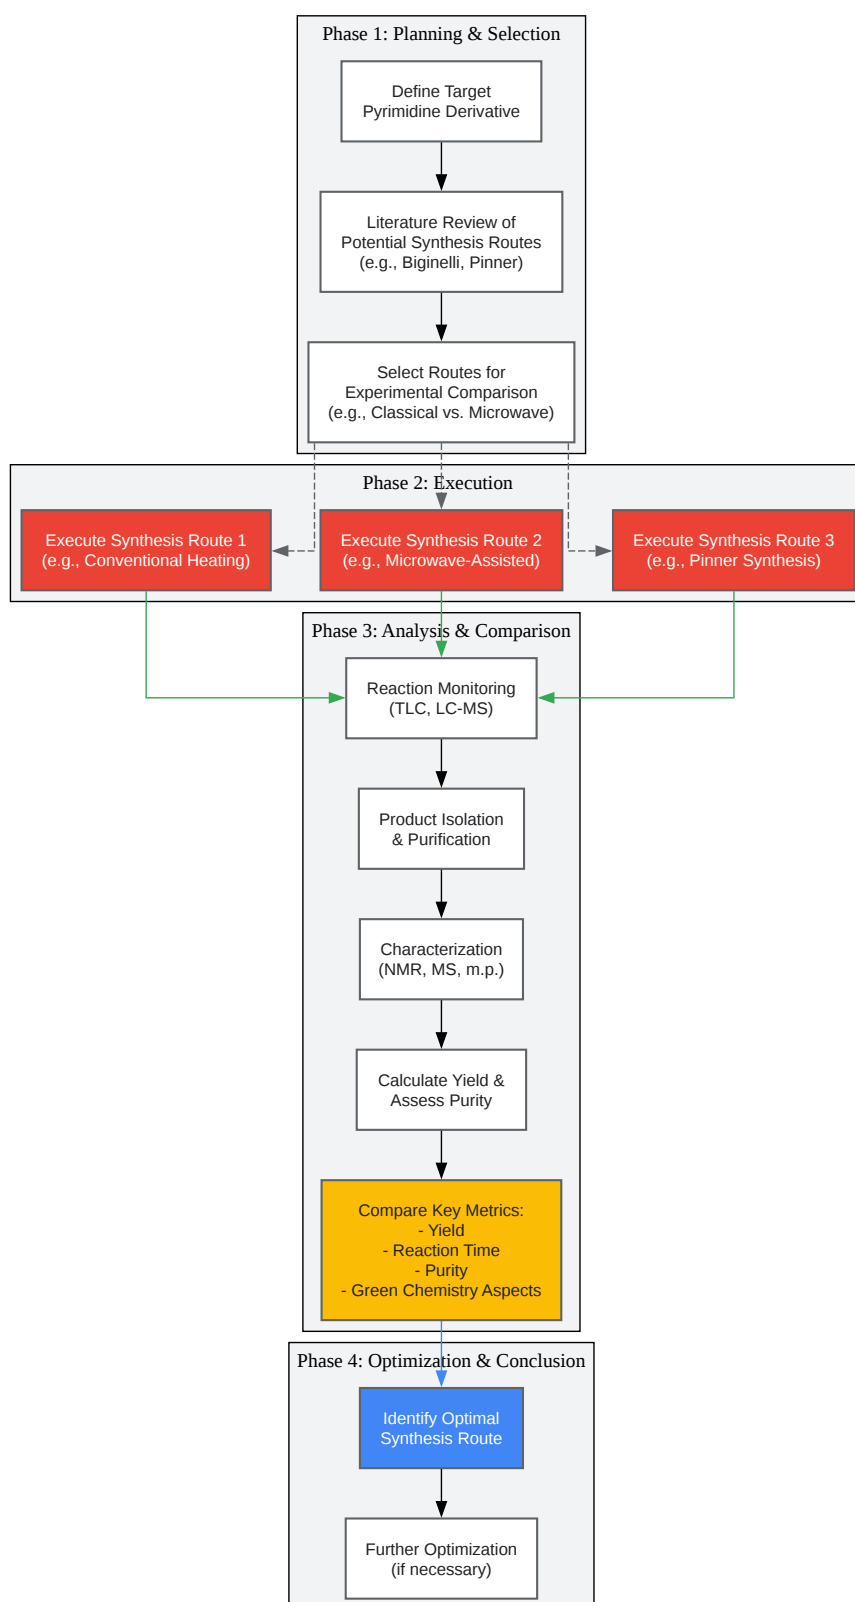 Phase 1: Planning & Selection
Define Target
Pyrimidine Derivative
Literature Review of
Potential Synthesis Routes
(e.g., Biginelli, Pinner)
Select Routes for
Experimental Comparison
(e.g., Classical vs. Microwave)
Phase 2: Execution
Execute Synthesis Route 1
(e.g., Conventional Heating)
Execute Synthesis Route 2
(e.g., Microwave-Assisted)
Execute Synthesis Route 3
(e.g., Pinner Synthesis)
Phase 3: Analysis & Comparison
Reaction Monitoring
(TLC, LC-MS)
Product Isolation
& Purification
Characterization
(NMR, MS, m.p.)
Calculate Yield &
Assess Purity
Compare Key Metrics:
- Yield
- Reaction Time
- Purity
- Green Chemistry Aspects
Phase 4: Optimization & Conclusion
Identify Optimal
Synthesis Route
Further Optimization
(if necessary)